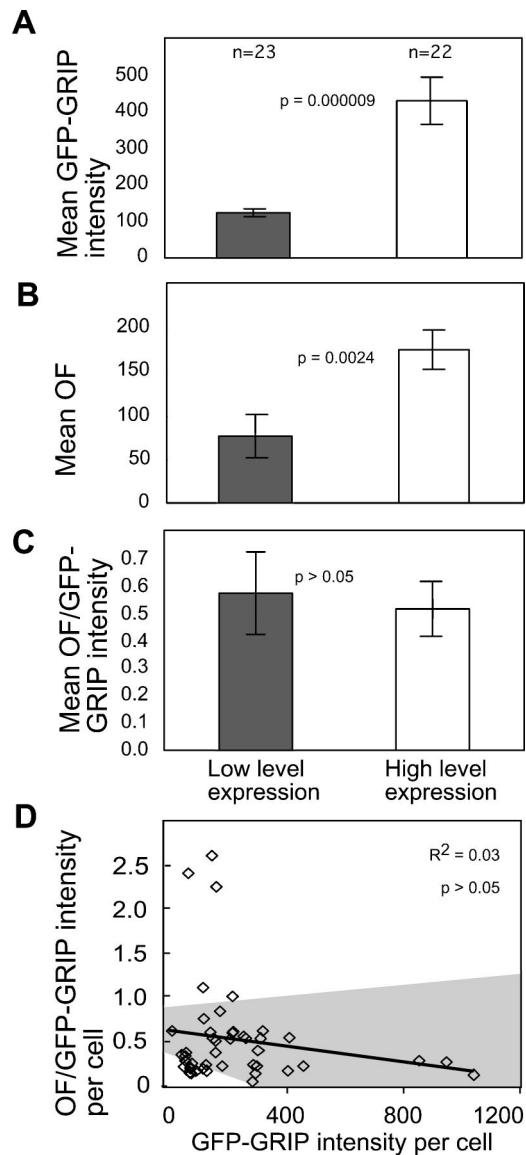 A
n=23
n=22
p = 0.000009
500
400
300
200
100
0
Mean GFP-GRIP
intensity
B
p = 0.0024
200
150
100
50
0
Mean OF
C
p > 0.05
0.7
0.6
0.5
0.4
0.3
0.2
0.1
0.0
Mean OF/GFP-
GRIP intensity
Low level
expression
High level
expression
D
R² = 0.03
p > 0.05
2.5
2.0
1.5
1.0
0.5
0
OF/GFP-GRIP intensity
per cell
0
400
800
1200
GFP-GRIP intensity per cell